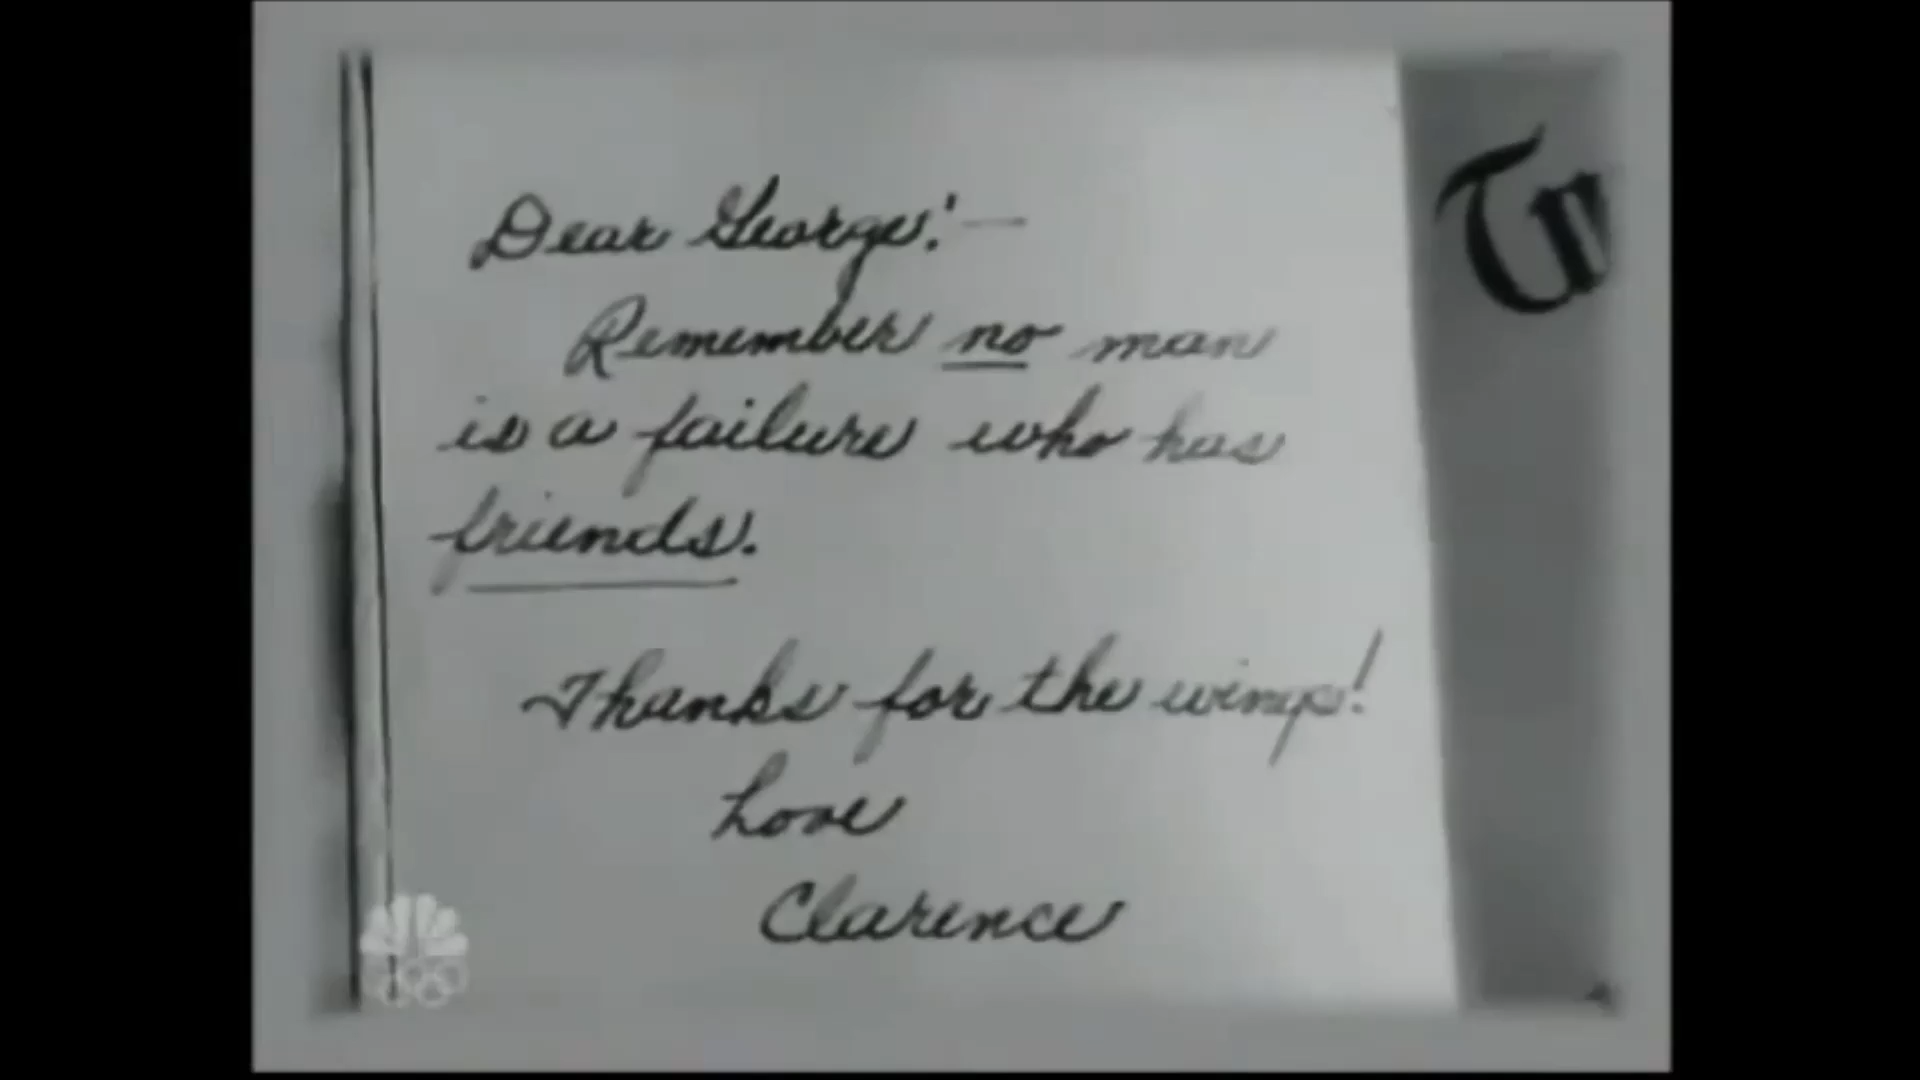 Dear George:—
Remember no man
is a failure who has
friends.
Thanks for the wings!
Love
Clarence